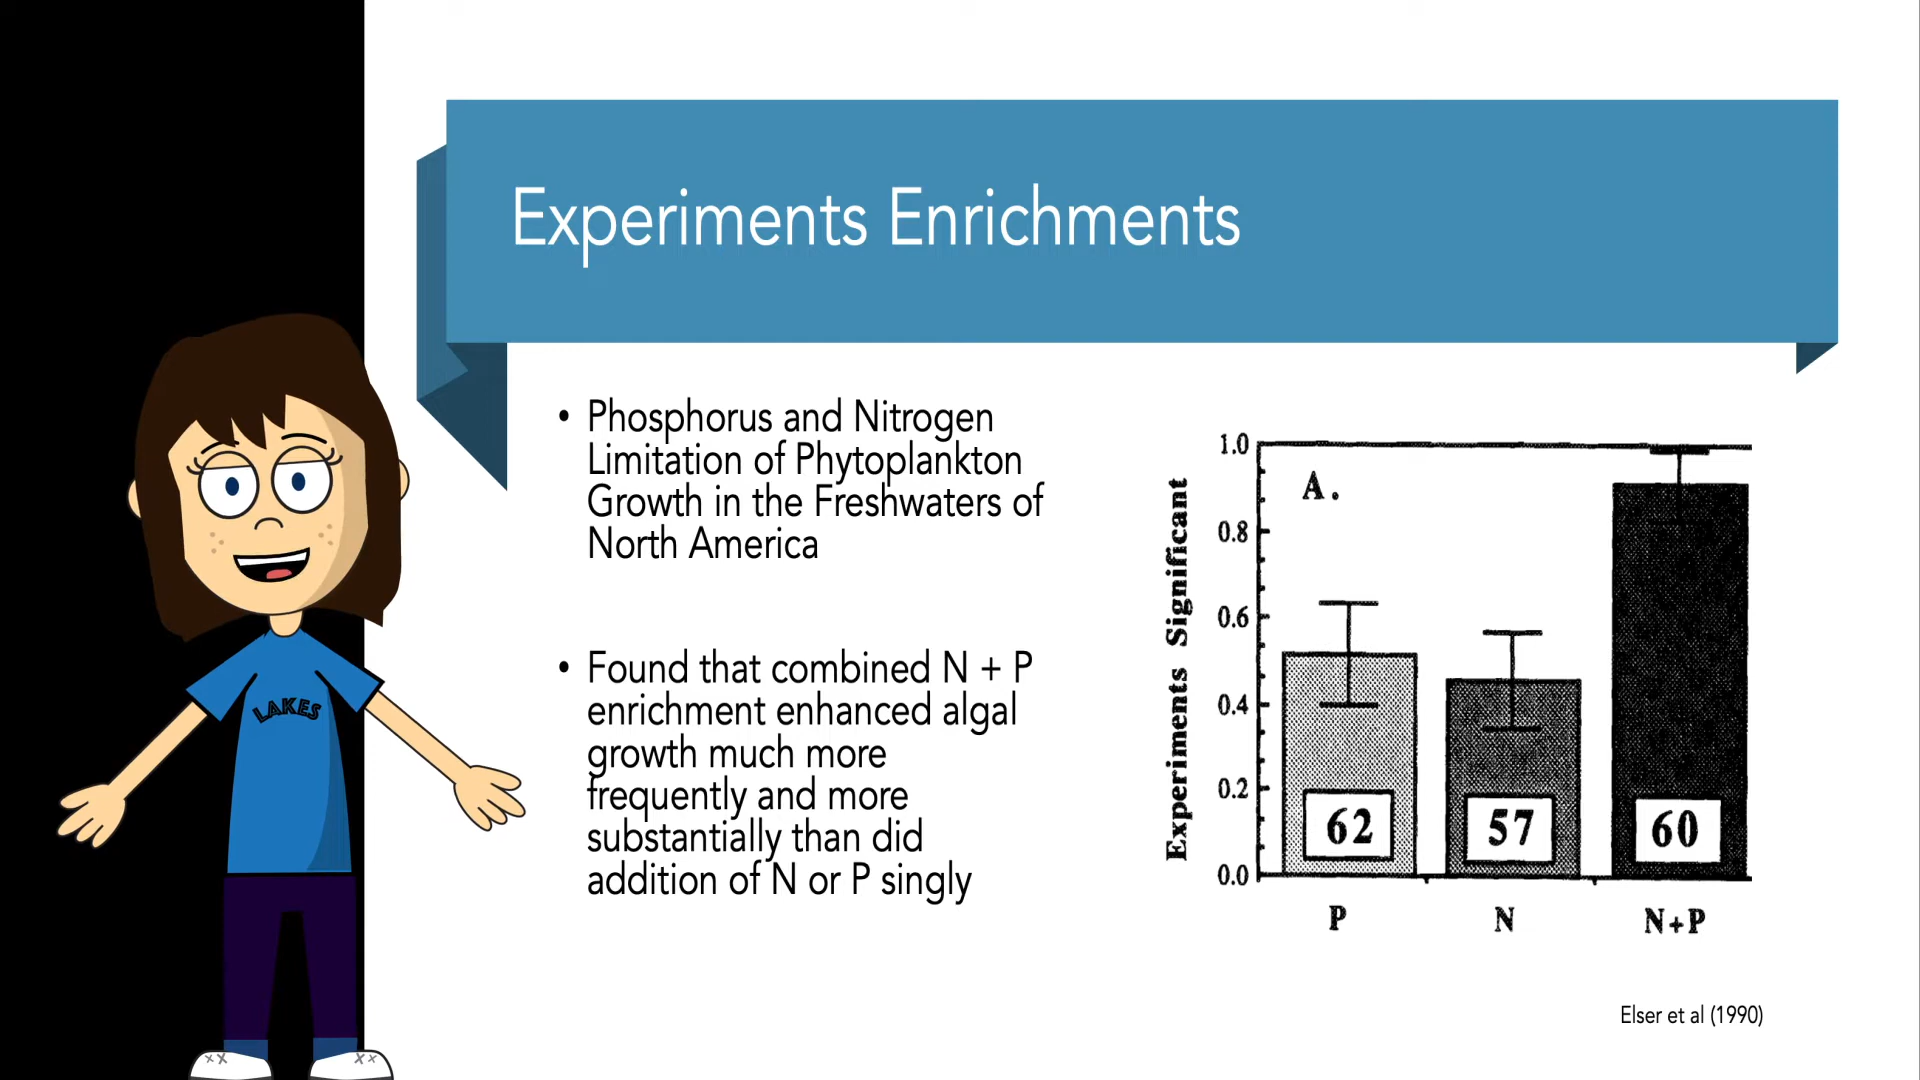 Experiments Enrichments
• Phosphorus and Nitrogen
Limitation of Phytoplankton
Growth in the Freshwaters of
North America
• Found that combined N + P
enrichment enhanced algal
growth much more
frequently and more
substantially than did
addition of N or P singly
LAKES
Experiments Significant
1.0
0.8
0.6
0.4
0.2
0.0
A.
62
57
60
P
N
N+P
Elser et al (1990)